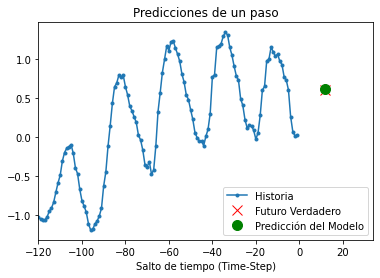 Predicciones de un paso
1.0
0.5
0.0
−0.5
−1.0
−120
−100
−80
−60
−40
−20
0
20
Salto de tiempo (Time-Step)
Historia
Futuro Verdadero
Predicción del Modelo